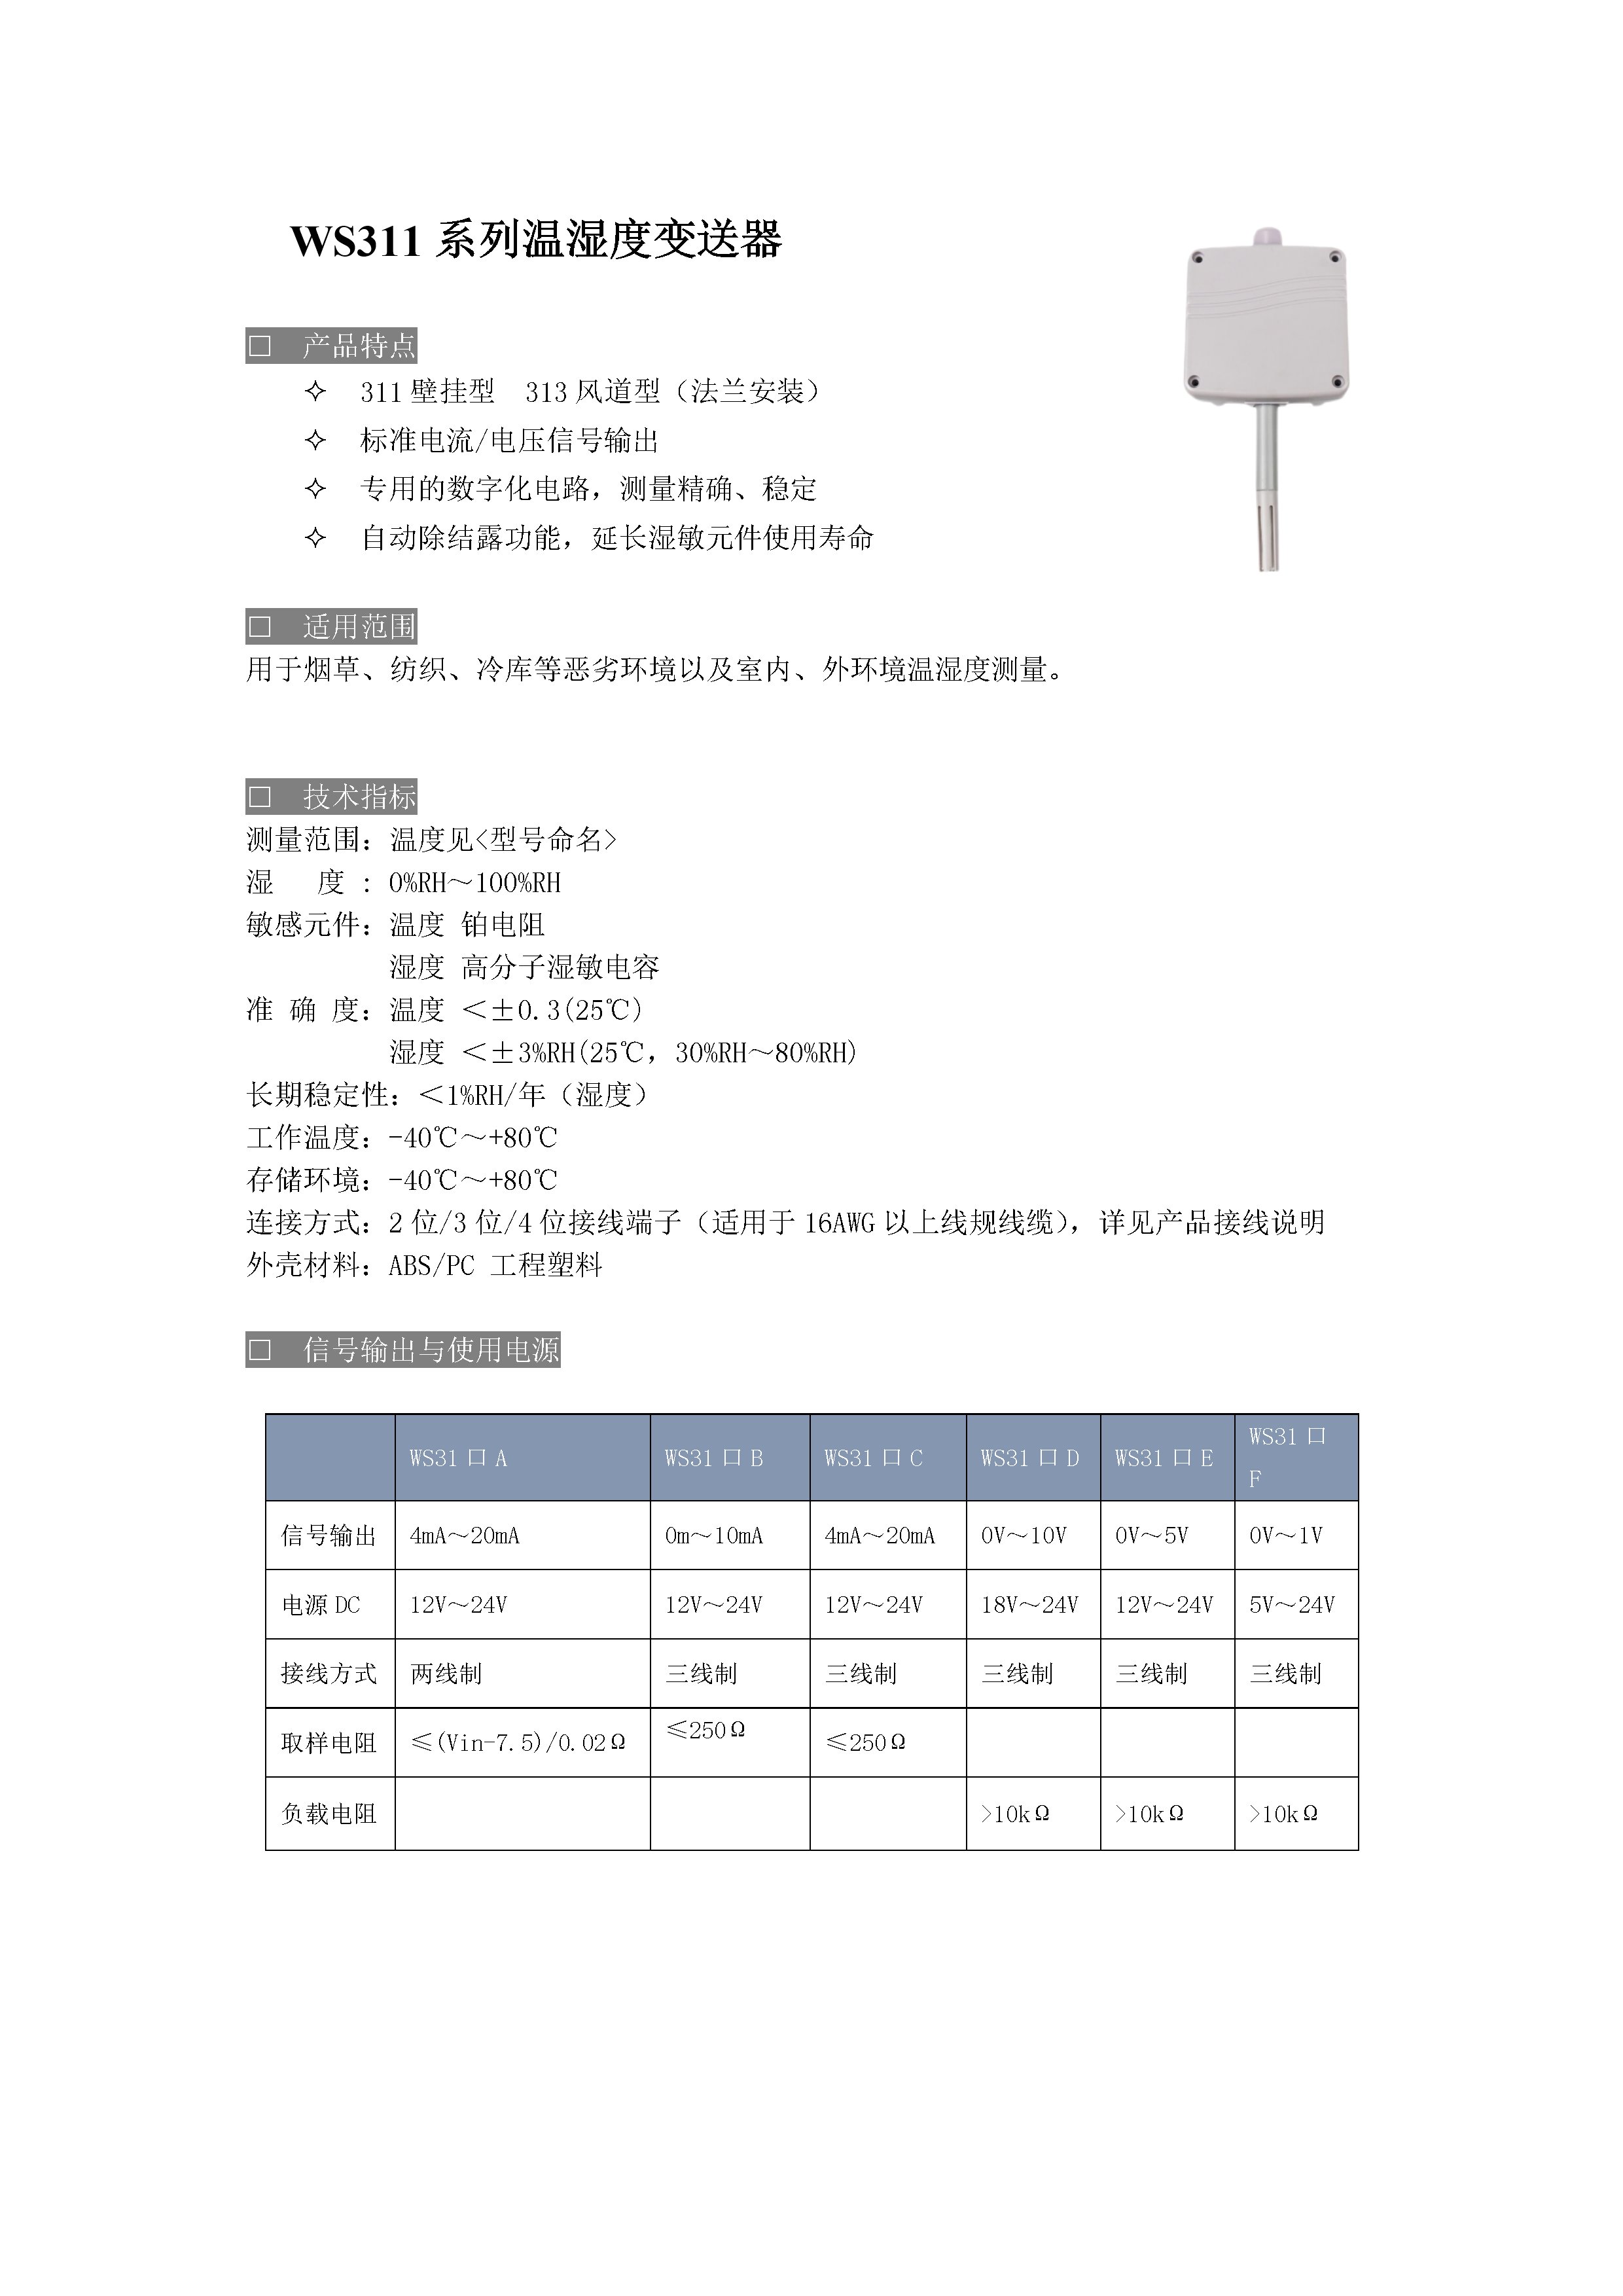 WS311 系列温湿度变送器
□ 产品特点
✧ 311 壁挂型 313 风道型（法兰安装）
✧ 标准电流/电压信号输出
✧ 专用的数字化电路，测量精确、稳定
✧ 自动除结露功能，延长湿敏元件使用寿命
□ 适用范围
用于烟草、纺织、冷库等恶劣环境以及室内、外环境温湿度测量。
□ 技术指标
测量范围：温度见<型号命名>
湿 度 : 0%RH～100%RH
敏感元件：温度 铂电阻
湿度 高分子湿敏电容
准 确 度：温度 ＜±0.3(25℃)
湿度 ＜±3%RH(25℃，30%RH～80%RH)
长期稳定性：＜1%RH/年（湿度）
工作温度：-40℃～+80℃
存储环境：-40℃～+80℃
连接方式：2 位/3 位/4 位接线端子（适用于 16AWG 以上线规线缆），详见产品接线说明
外壳材料：ABS/PC 工程塑料
□ 信号输出与使用电源
WS31 口 A WS31 口 B WS31 口 C WS31 口 D WS31 口 E WS31 口
F
信号输出 4mA～20mA 0m～10mA 4mA～20mA 0V～10V 0V～5V 0V～1V
电源 DC 12V～24V 12V～24V 12V～24V 18V～24V 12V～24V 5V～24V
接线方式 两线制 三线制 三线制 三线制 三线制 三线制
取样电阻 ≤(Vin-7.5)/0.02Ω ≤250Ω ≤250Ω
负载电阻 >10kΩ >10kΩ >10kΩ